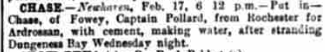 CHASE.—Newhaven, Feb. 17, 6 12 p.m.—Put in—
Chase, of Fowey, Captain Pollard, from Rochester for
Ardrossan, with cement, making water, after stranding
Dungeness Bay Wednesday night.